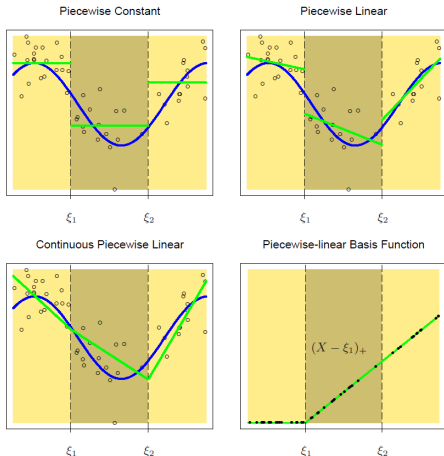 Piecewise Constant
Piecewise Linear
ξ₁
ξ₂
ξ₁
ξ₂
Continuous Piecewise Linear
Piecewise-linear Basis Function
(X − ξ₁)₊
ξ₁
ξ₂
ξ₁
ξ₂